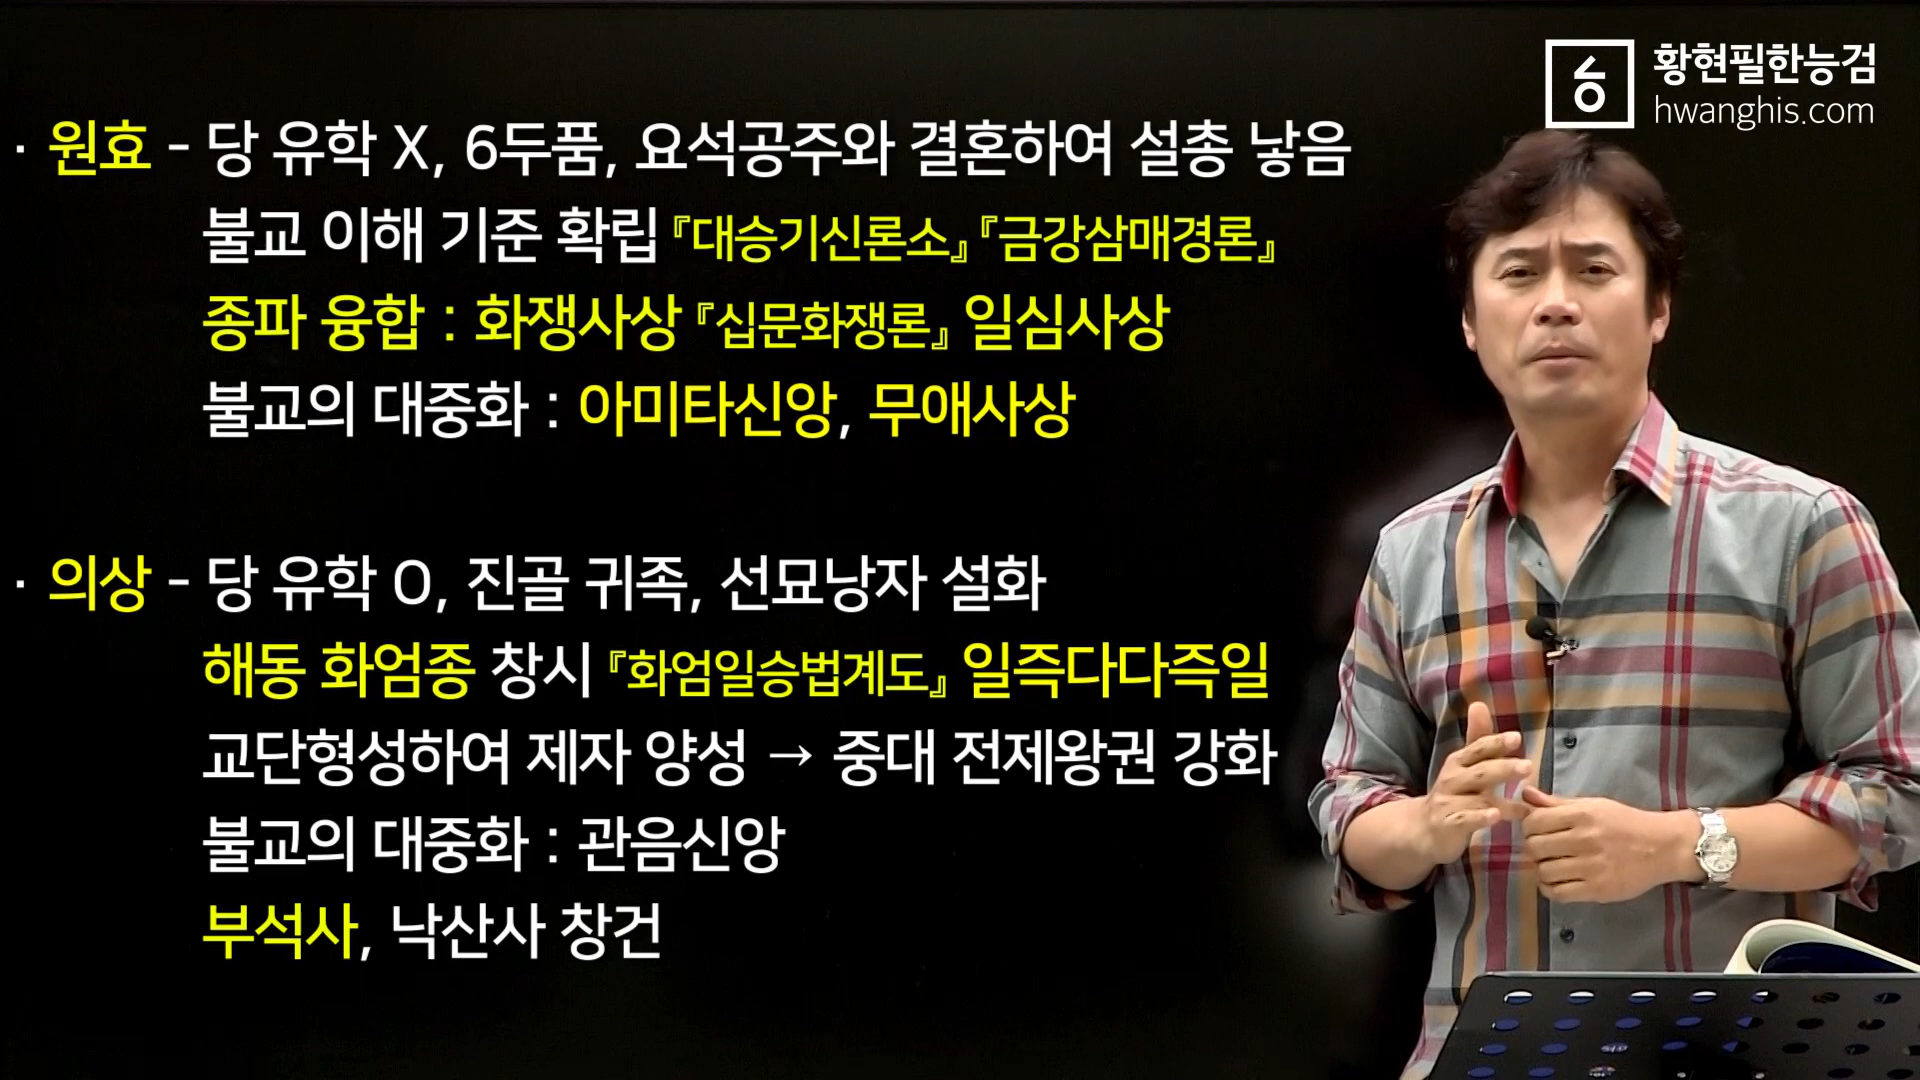 황현필한능검
hwanghis.com
· 원효 - 당 유학 X, 6두품, 요석공주와 결혼하여 설총 낳음
불교 이해 기준 확립『대승기신론소』『금강삼매경론』
종파 융합 : 화쟁사상『십문화쟁론』 일심사상
불교의 대중화 : 아미타신앙, 무애사상
· 의상 - 당 유학 O, 진골 귀족, 선묘낭자 설화
해동 화엄종 창시『화엄일승법계도』 일즉다다즉일
교단형성하여 제자 양성 → 중대 전제왕권 강화
불교의 대중화 : 관음신앙
부석사, 낙산사 창건